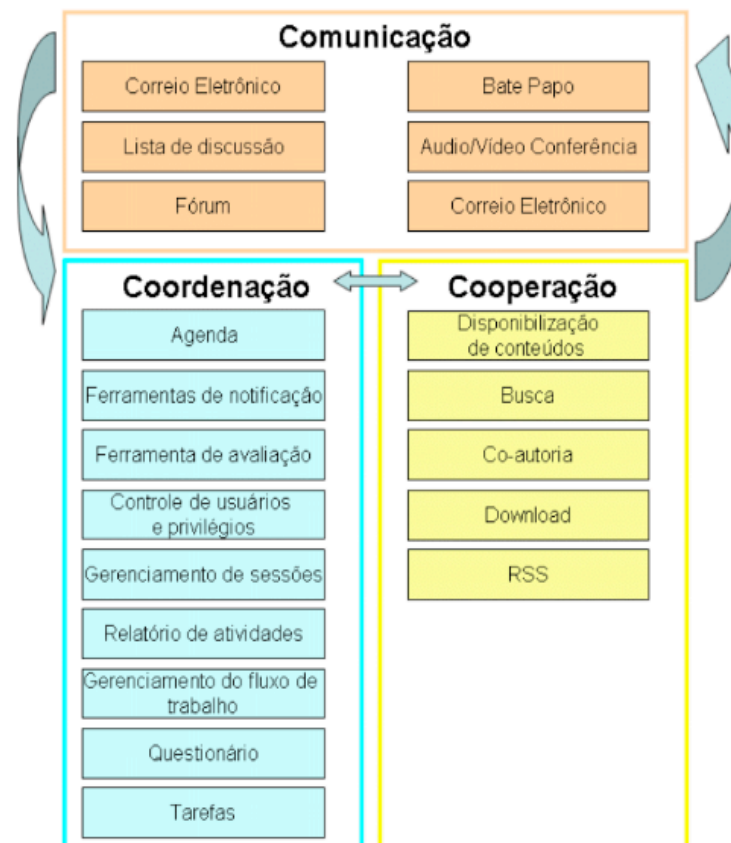 Comunicação
Correio Eletrônico
Bate Papo
Lista de discussão
Audio/Vídeo Conferência
Fórum
Correio Eletrônico
Coordenação
Agenda
Ferramentas de notificação
Ferramenta de avaliação
Controle de usuários
e privilégios
Gerenciamento de sessões
Relatório de atividades
Gerenciamento do fluxo de
trabalho
Questionário
Tarefas
Cooperação
Disponibilização
de conteúdos
Busca
Co-autoria
Download
RSS